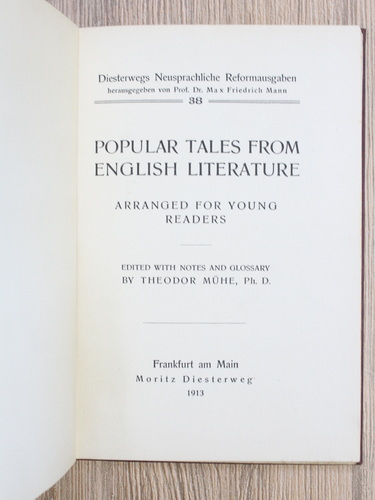 Diesterwegs Neusprachliche Reformausgaben
herausgegeben von Prof. Dr. Max Friedrich Mann
38
POPULAR TALES FROM
ENGLISH LITERATURE
ARRANGED FOR YOUNG
READERS
EDITED WITH NOTES AND GLOSSARY
BY THEODOR MÜHE, Ph. D.
Frankfurt am Main
Moritz Diesterweg
1913